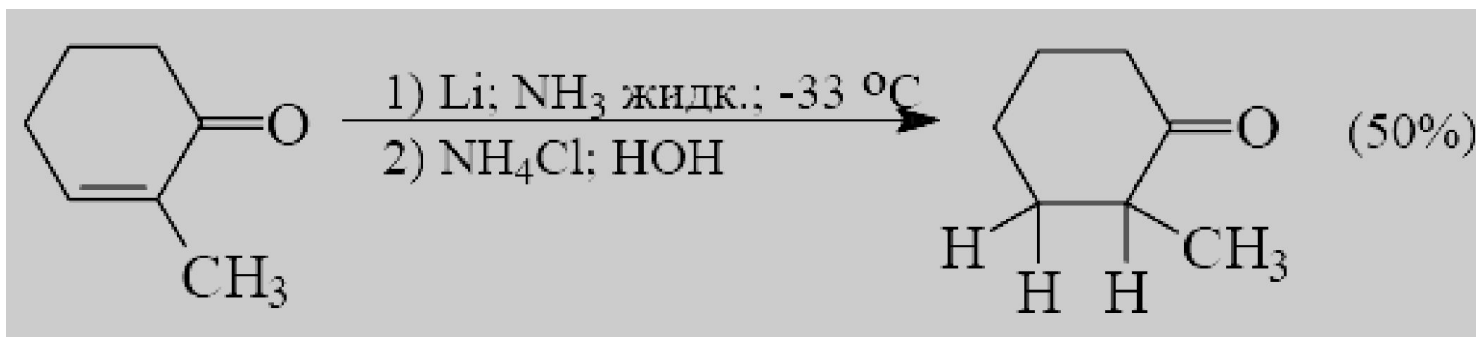 1) Li; NH₃ жидк.; -33 °C
2) NH₄Cl; HOH
O
CH₃
O
(50%)
H
H
H
CH₃